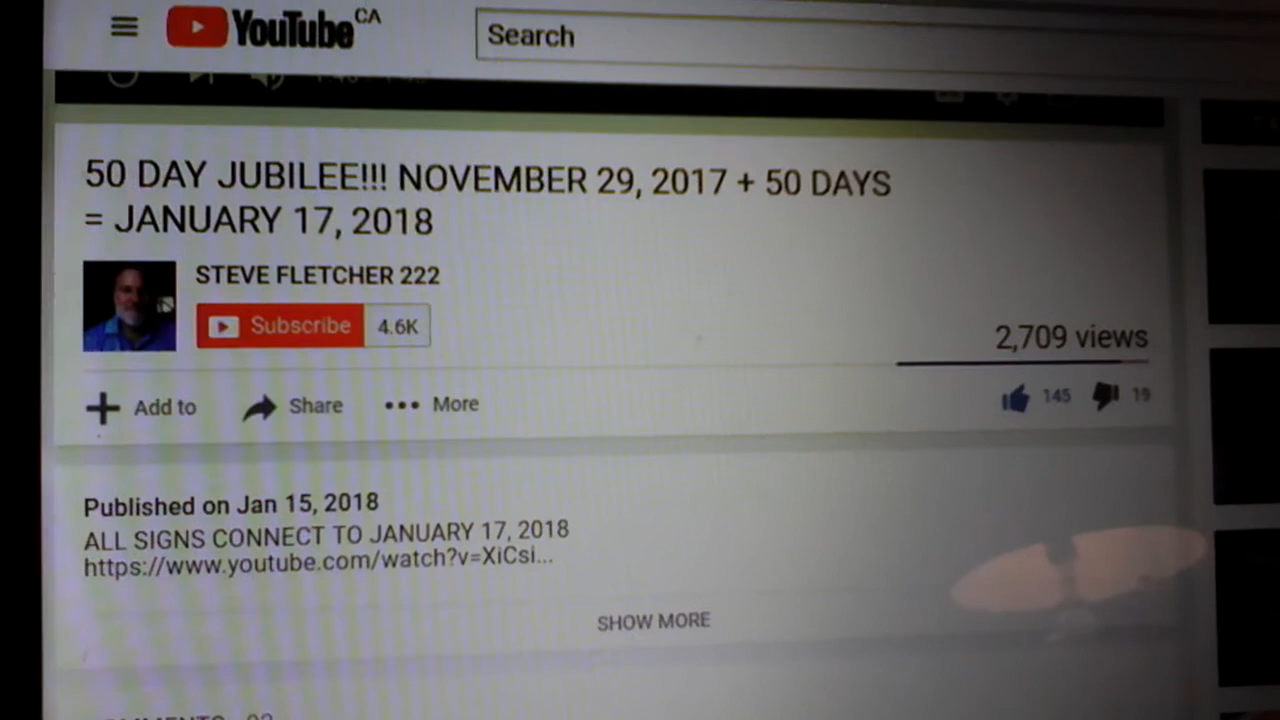 YouTube CA
Search
50 DAY JUBILEE!!! NOVEMBER 29, 2017 + 50 DAYS
= JANUARY 17, 2018
STEVE FLETCHER 222
Subscribe 4.6K
2,709 views
Add to Share More 145 19
Published on Jan 15, 2018
ALL SIGNS CONNECT TO JANUARY 17, 2018
https://www.youtube.com/watch?v=XiCsi...
SHOW MORE